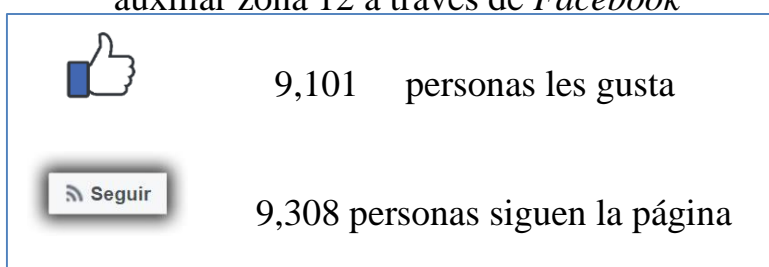 auxiliar zona 12 a través de Facebook
9,101 personas les gusta
Seguir
9,308 personas siguen la página